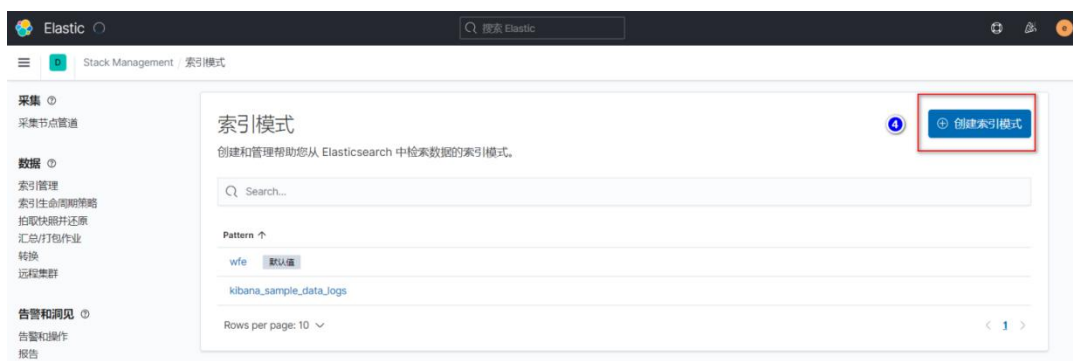 Elastic
搜索 Elastic
e
D
Stack Management / 索引模式
采集
采集节点管道
数据
索引管理
索引生命周期策略
拍取快照并还原
汇总/打包作业
转换
远程集群
告警和洞见
告警和操作
报告
索引模式
4
创建索引模式
创建和管理帮助您从 Elasticsearch 中检索数据的索引模式。
Search...
Pattern ↑
wfe 默认值
kibana_sample_data_logs
Rows per page: 10
< 1 >